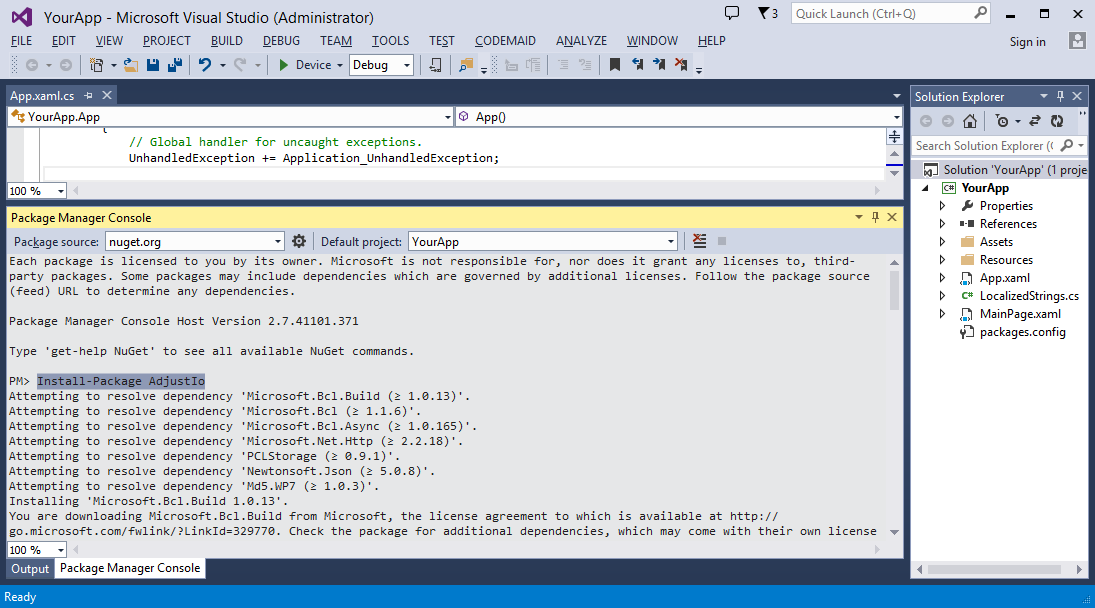 YourApp - Microsoft Visual Studio (Administrator)
3
Quick Launch (Ctrl+Q)
FILE EDIT VIEW PROJECT BUILD DEBUG TEAM TOOLS TEST CODEMAID ANALYZE WINDOW HELP
Sign in
Device
Debug
App.xaml.cs
YourApp.App
App()
// Global handler for uncaught exceptions.
UnhandledException += Application_UnhandledException;
100 %
Package Manager Console
Package source: nuget.org
Default project: YourApp
Each package is licensed to you by its owner. Microsoft is not responsible for, nor does it grant any licenses to, third-
party packages. Some packages may include dependencies which are governed by additional licenses. Follow the package source
(feed) URL to determine any dependencies.
Package Manager Console Host Version 2.7.41101.371
Type 'get-help NuGet' to see all available NuGet commands.
PM> Install-Package AdjustIo
Attempting to resolve dependency 'Microsoft.Bcl.Build (≥ 1.0.13)'.
Attempting to resolve dependency 'Microsoft.Bcl (≥ 1.1.6)'.
Attempting to resolve dependency 'Microsoft.Bcl.Async (≥ 1.0.165)'.
Attempting to resolve dependency 'Microsoft.Net.Http (≥ 2.2.18)'.
Attempting to resolve dependency 'PCLStorage (≥ 0.9.1)'.
Attempting to resolve dependency 'Newtonsoft.Json (≥ 5.0.8)'.
Attempting to resolve dependency 'Md5.WP7 (≥ 1.0.3)'.
Installing 'Microsoft.Bcl.Build 1.0.13'.
You are downloading Microsoft.Bcl.Build from Microsoft, the license agreement to which is available at http://
go.microsoft.com/fwlink/?LinkId=329770. Check the package for additional dependencies, which may come with their own license
100 %
Output
Package Manager Console
Solution Explorer
Search Solution Explorer (
Solution 'YourApp' (1 proje
C# YourApp
Properties
References
Assets
Resources
App.xaml
C# LocalizedStrings.cs
MainPage.xaml
packages.config
Ready